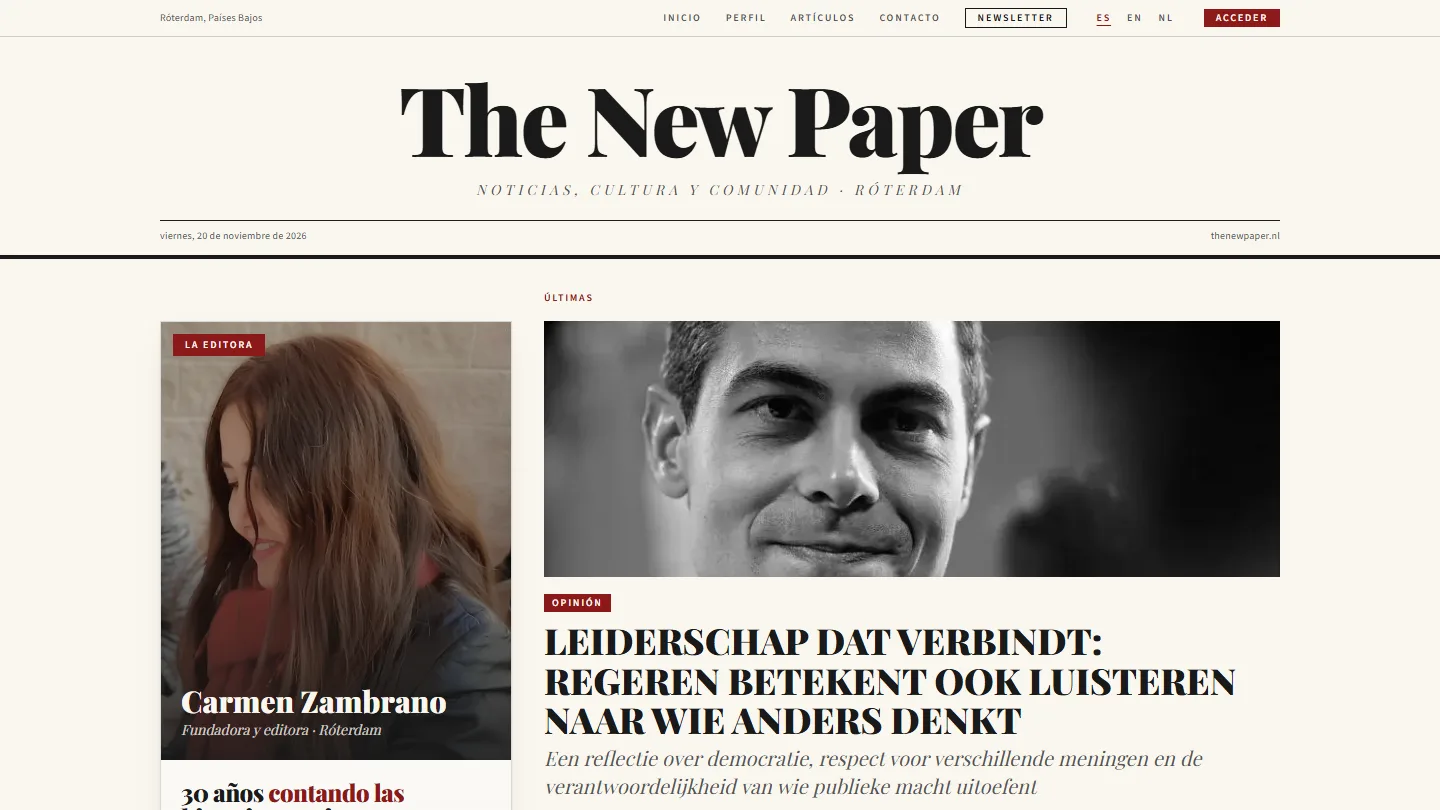 Róterdam, Países Bajos
INICIO PERFIL ARTÍCULOS CONTACTO NEWSLETTER ES EN NL ACCEDER
The New Paper
NOTICIAS, CULTURA Y COMUNIDAD · RÓTERDAM
viernes, 20 de noviembre de 2026
thenewpaper.nl
LA EDITORA
Carmen Zambrano
Fundadora y editora · Róterdam
30 años contando las
ÚLTIMAS
OPINIÓN
LEIDERSCHAP DAT VERBINDT:
REGEREN BETEKENT OOK LUISTEREN
NAAR WIE ANDERS DENKT
Een reflectie over democratie, respect voor verschillende meningen en de
verantwoordelijkheid van wie publieke macht uitoefent